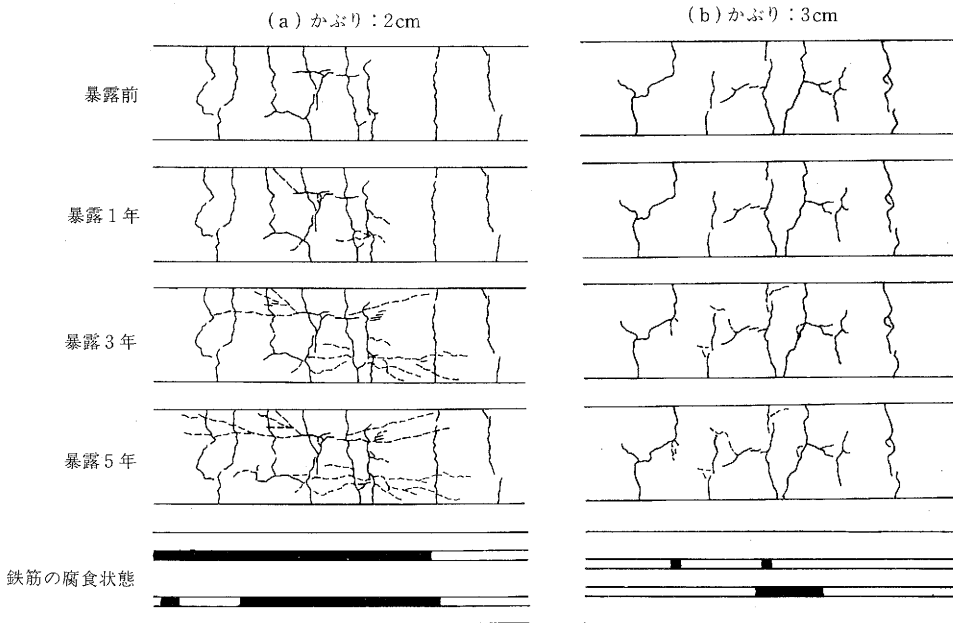 (a) かぶり：2cm
(b) かぶり：3cm
暴露前
暴露1年
暴露3年
暴露5年
鉄筋の腐食状態